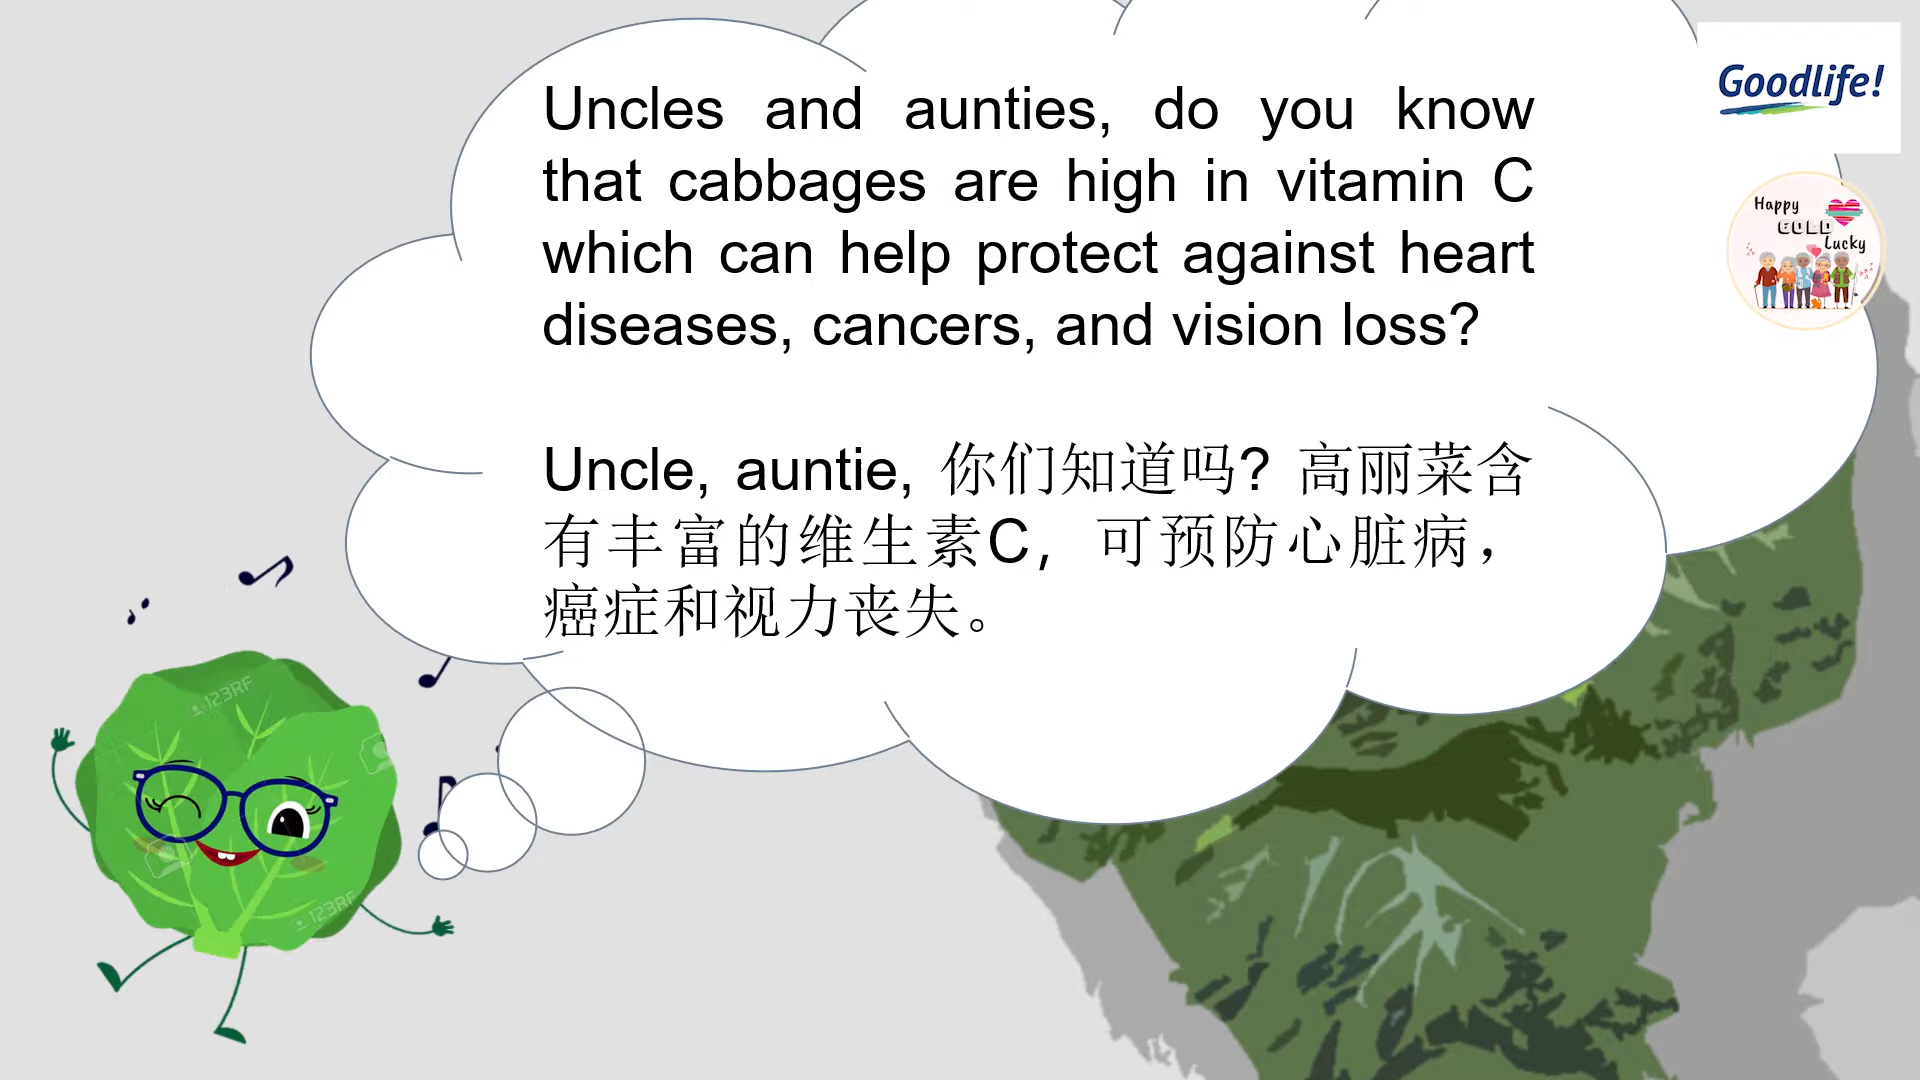 Uncles and aunties, do you know
that cabbages are high in vitamin C
which can help protect against heart
diseases, cancers, and vision loss?
Uncle, auntie, 你们知道吗? 高丽菜含
有丰富的维生素C, 可预防心脏病，
癌症和视力丧失。
Goodlife!
Happy
GOLD
Lucky
123RF
123RF